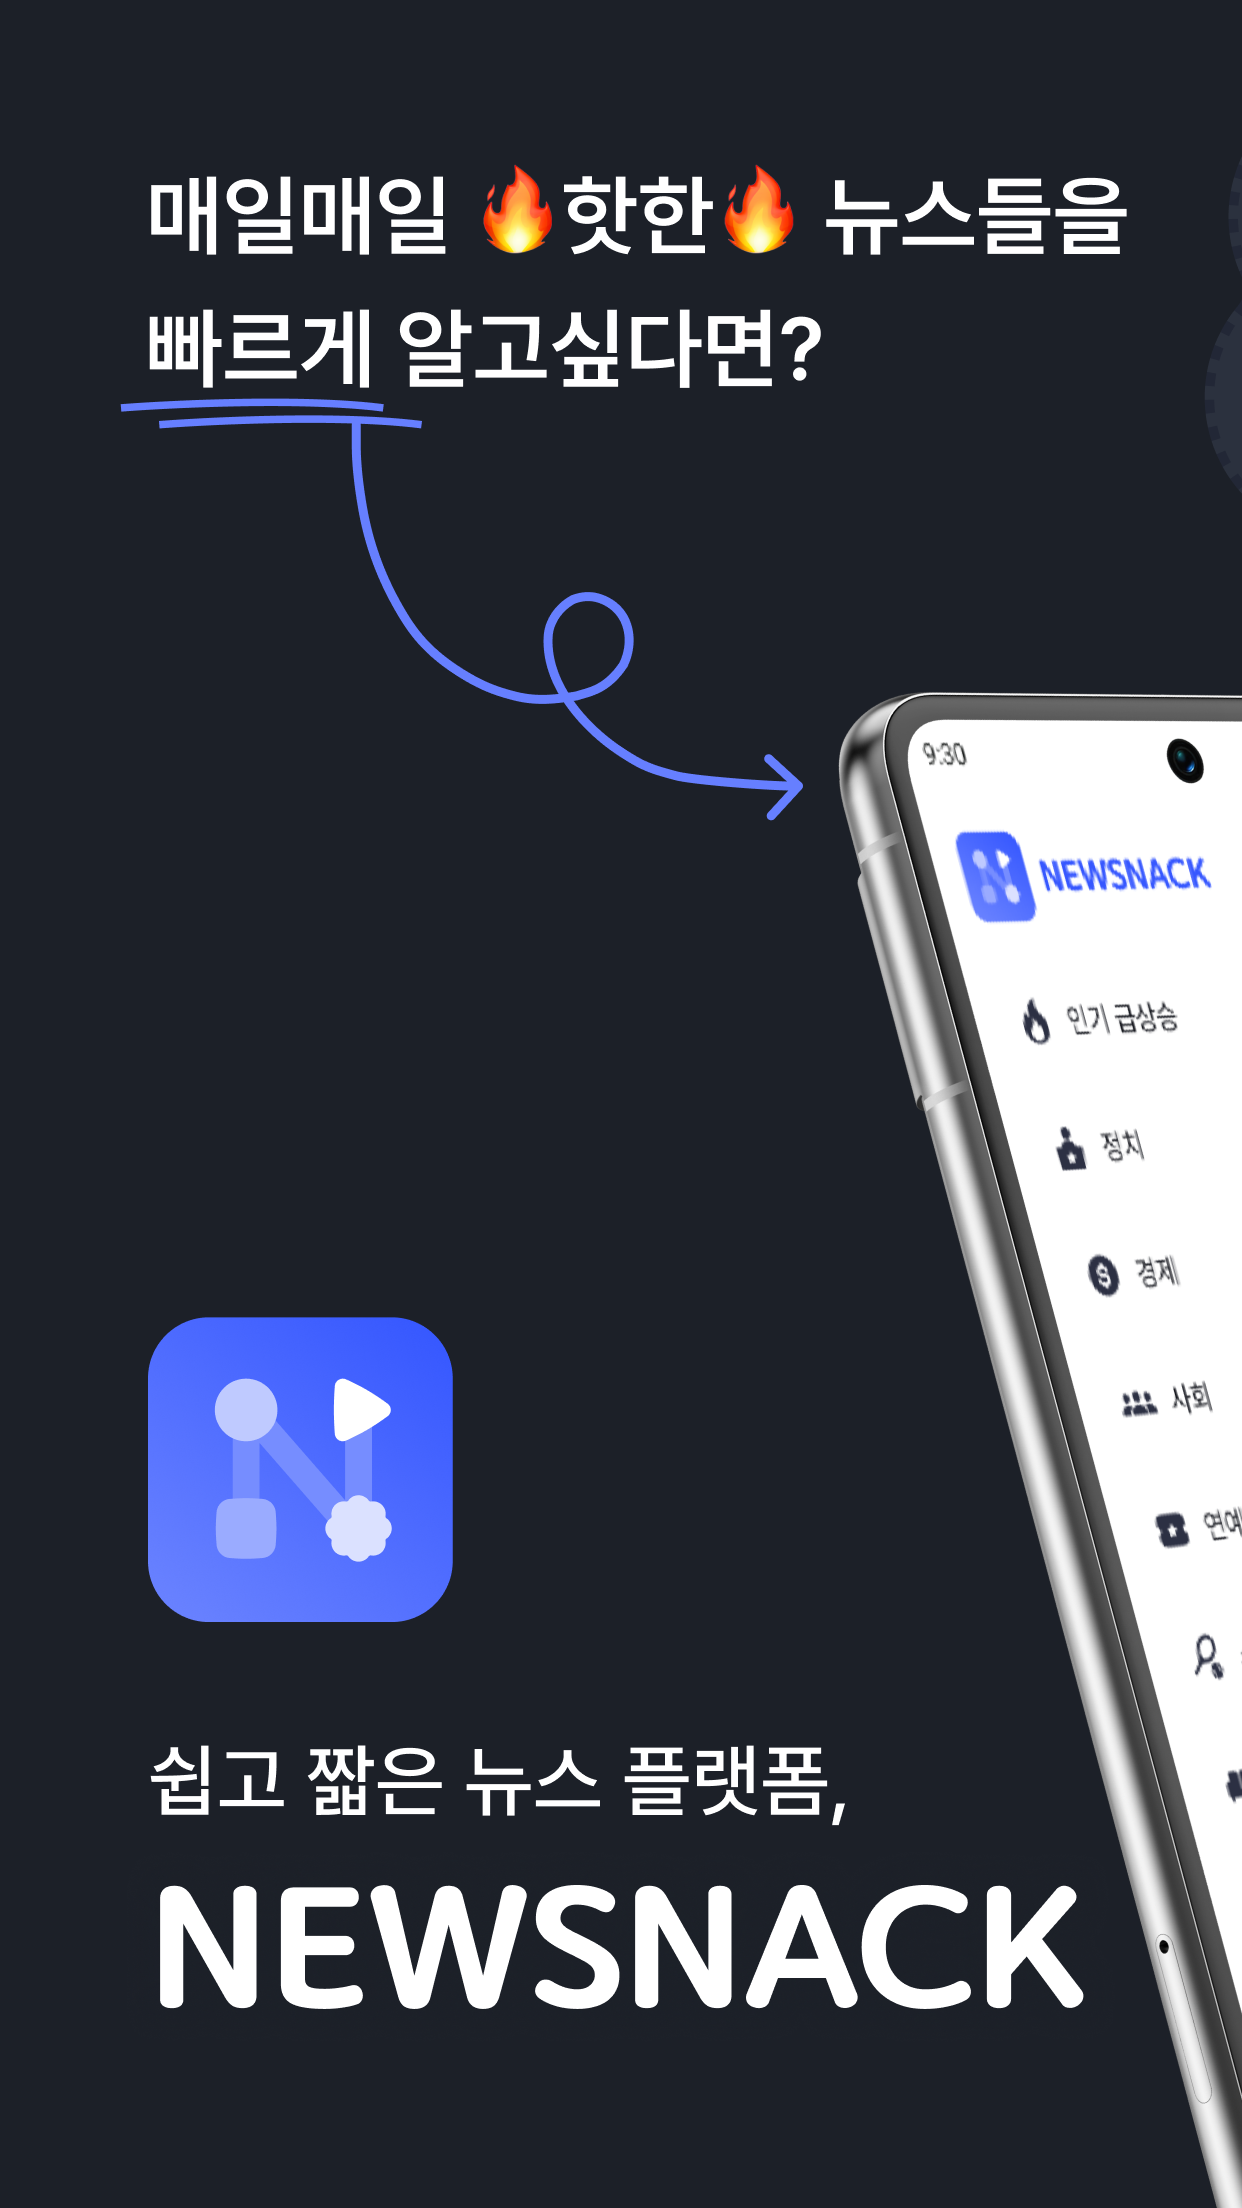 매일매일 🔥핫한🔥 뉴스들을
빠르게 알고싶다면?
9:30
NEWSNACK
인기 급상승
정치
경제
사회
연예
쉽고 짧은 뉴스 플랫폼,
NEWSNACK